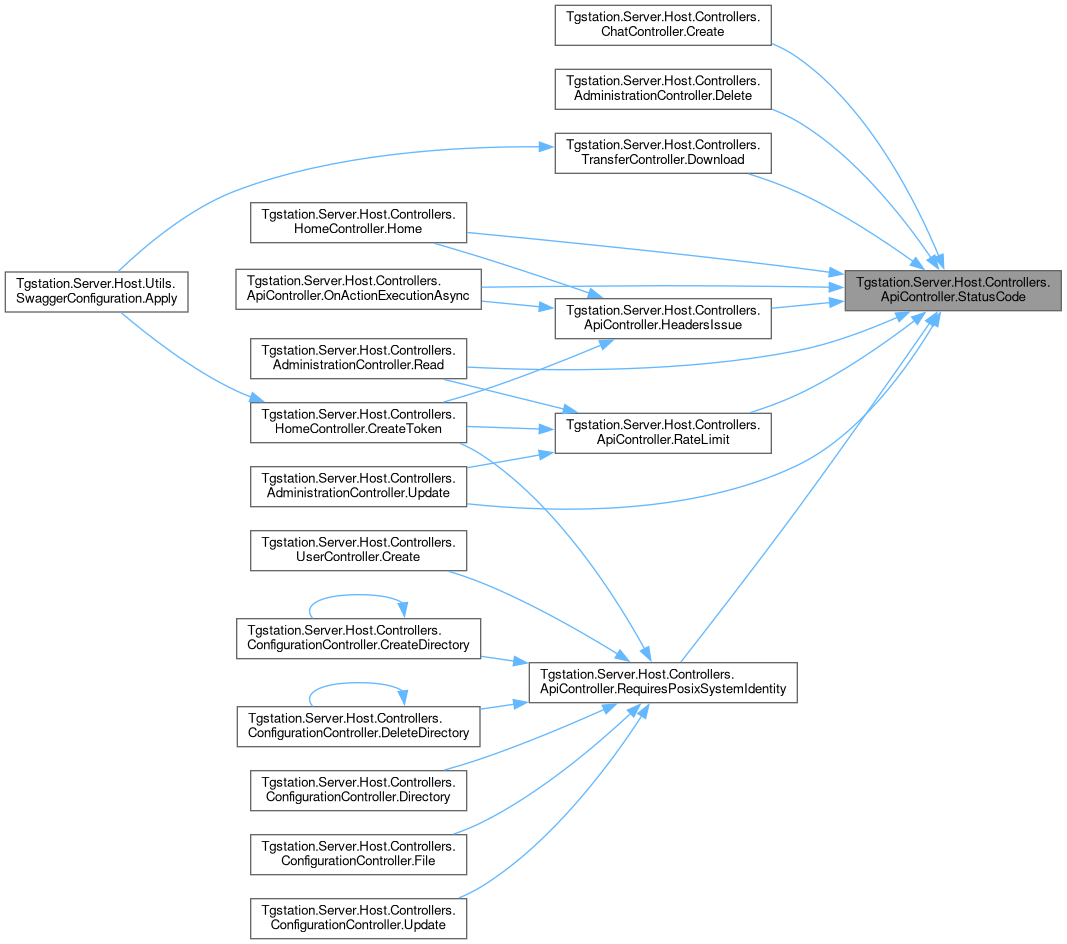 Tgstation.Server.Host.Controllers.
ChatController.Create
Tgstation.Server.Host.Controllers.
AdministrationController.Delete
Tgstation.Server.Host.Controllers.
TransferController.Download
Tgstation.Server.Host.Controllers.
HomeController.Home
Tgstation.Server.Host.Utils.
SwaggerConfiguration.Apply
Tgstation.Server.Host.Controllers.
ApiController.OnActionExecutionAsync
Tgstation.Server.Host.Controllers.
ApiController.StatusCode
Tgstation.Server.Host.Controllers.
ApiController.HeadersIssue
Tgstation.Server.Host.Controllers.
AdministrationController.Read
Tgstation.Server.Host.Controllers.
HomeController.CreateToken
Tgstation.Server.Host.Controllers.
ApiController.RateLimit
Tgstation.Server.Host.Controllers.
AdministrationController.Update
Tgstation.Server.Host.Controllers.
UserController.Create
Tgstation.Server.Host.Controllers.
ConfigurationController.CreateDirectory
Tgstation.Server.Host.Controllers.
ApiController.RequiresPosixSystemIdentity
Tgstation.Server.Host.Controllers.
ConfigurationController.DeleteDirectory
Tgstation.Server.Host.Controllers.
ConfigurationController.Directory
Tgstation.Server.Host.Controllers.
ConfigurationController.File
Tgstation.Server.Host.Controllers.
ConfigurationController.Update